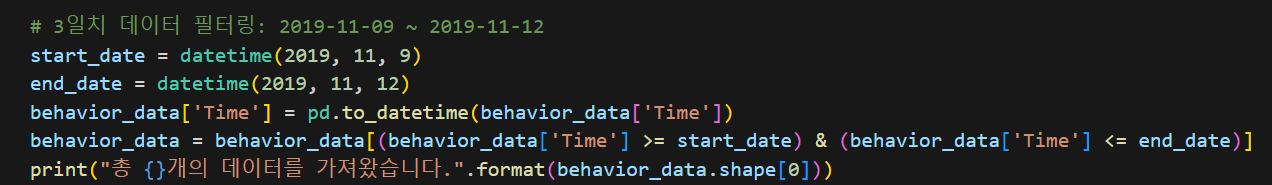 # 3일치 데이터 필터링: 2019-11-09 ~ 2019-11-12
start_date = datetime(2019, 11, 9)
end_date = datetime(2019, 11, 12)
behavior_data['Time'] = pd.to_datetime(behavior_data['Time'])
behavior_data = behavior_data[(behavior_data['Time'] >= start_date) & (behavior_data['Time'] <= end_date)]
print("총 {}개의 데이터를 가져왔습니다.".format(behavior_data.shape[0]))